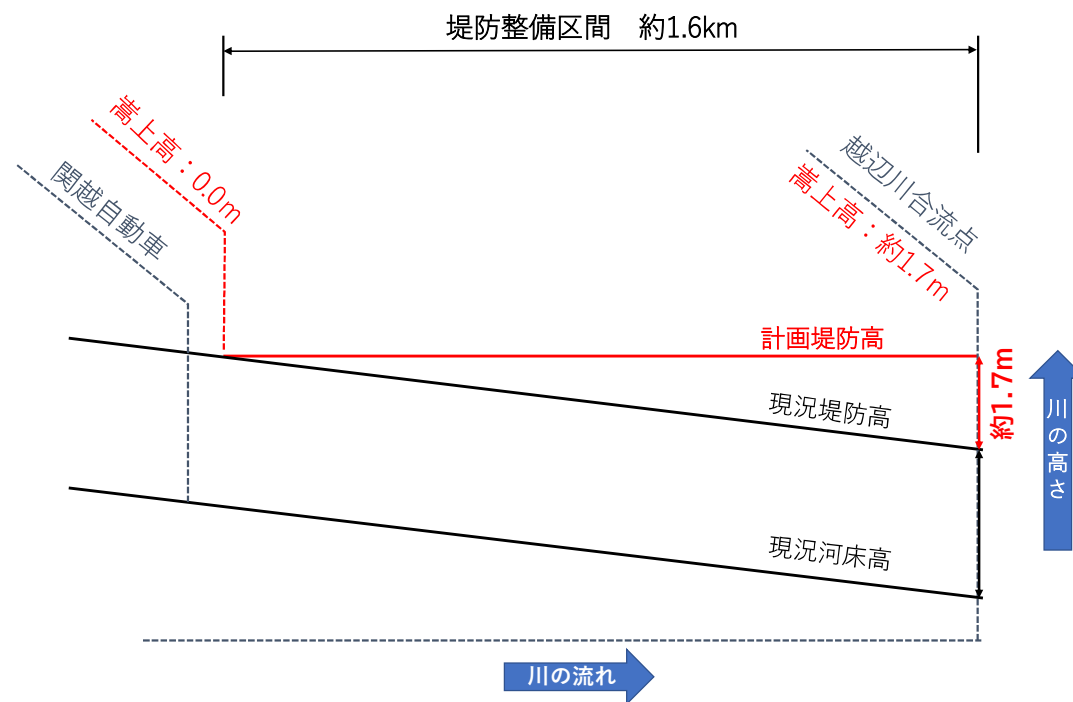 堤防整備区間　約1.6km
嵩上高：0.0m
関越自動車
越辺川合流点
嵩上高：約1.7m
計画堤防高
約1.7m
現況堤防高
川の高さ
現況河床高
川の流れ